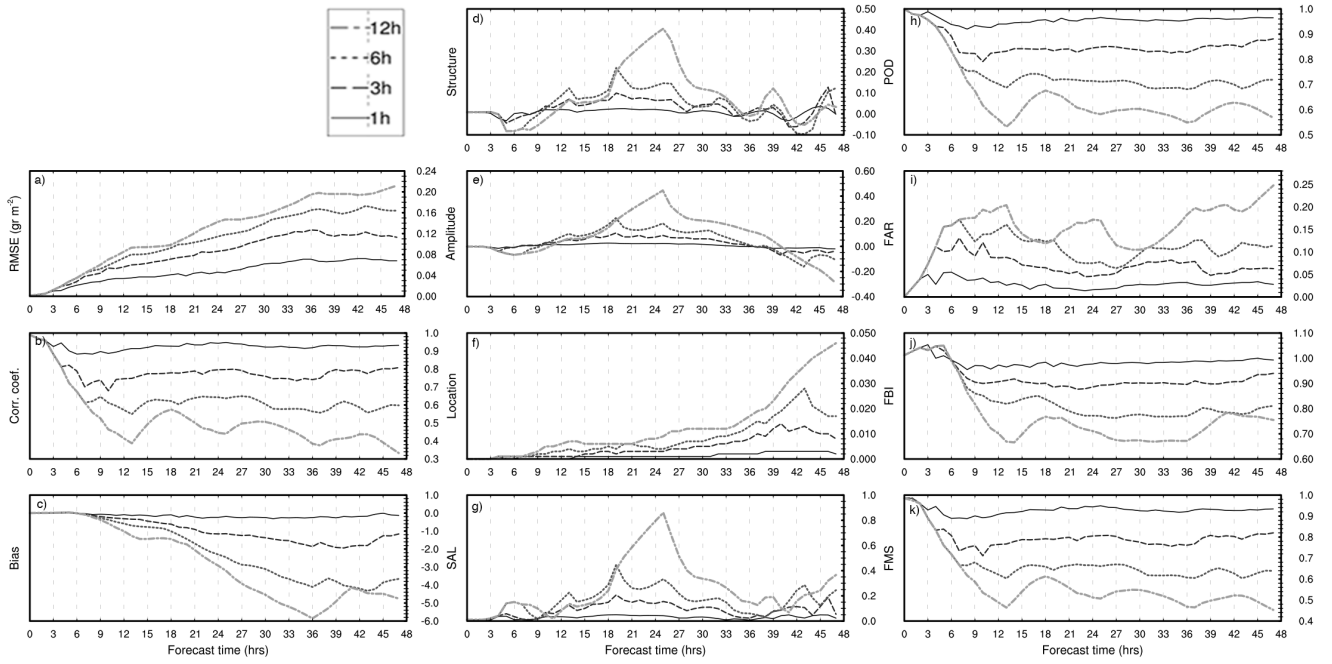 12h
6h
3h
1h
d)
Structure
0.50
0.40
0.30
0.20
0.10
0.00
-0.10
0 3 6 9 12 15 18 21 24 27 30 33 36 39 42 45 48
h)
POD
1.0
0.9
0.8
0.7
0.6
0.5
0 3 6 9 12 15 18 21 24 27 30 33 36 39 42 45 48
a)
RMSE (gr m⁻²)
0.24
0.20
0.16
0.12
0.08
0.04
0.00
0 3 6 9 12 15 18 21 24 27 30 33 36 39 42 45 48
e)
Amplitude
0.60
0.40
0.20
0.00
-0.20
-0.40
0 3 6 9 12 15 18 21 24 27 30 33 36 39 42 45 48
i)
FAR
0.25
0.20
0.15
0.10
0.05
0.00
0 3 6 9 12 15 18 21 24 27 30 33 36 39 42 45 48
b)
Corr. coef.
1.0
0.9
0.8
0.7
0.6
0.5
0.4
0.3
0 3 6 9 12 15 18 21 24 27 30 33 36 39 42 45 48
f)
Location
0.050
0.040
0.030
0.020
0.010
0.000
0 3 6 9 12 15 18 21 24 27 30 33 36 39 42 45 48
j)
FBI
1.10
1.00
0.90
0.80
0.70
0.60
0 3 6 9 12 15 18 21 24 27 30 33 36 39 42 45 48
c)
Bias
1.0
0.0
-1.0
-2.0
-3.0
-4.0
-5.0
-6.0
0 3 6 9 12 15 18 21 24 27 30 33 36 39 42 45 48
Forecast time (hrs)
g)
SAL
1.0
0.8
0.6
0.4
0.2
0.0
0 3 6 9 12 15 18 21 24 27 30 33 36 39 42 45 48
Forecast time (hrs)
k)
FMS
1.0
0.9
0.8
0.7
0.6
0.5
0.4
0 3 6 9 12 15 18 21 24 27 30 33 36 39 42 45 48
Forecast time (hrs)